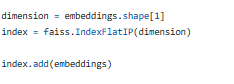 dimension = embeddings.shape[1]
index = faiss.IndexFlatIP(dimension)
index.add(embeddings)